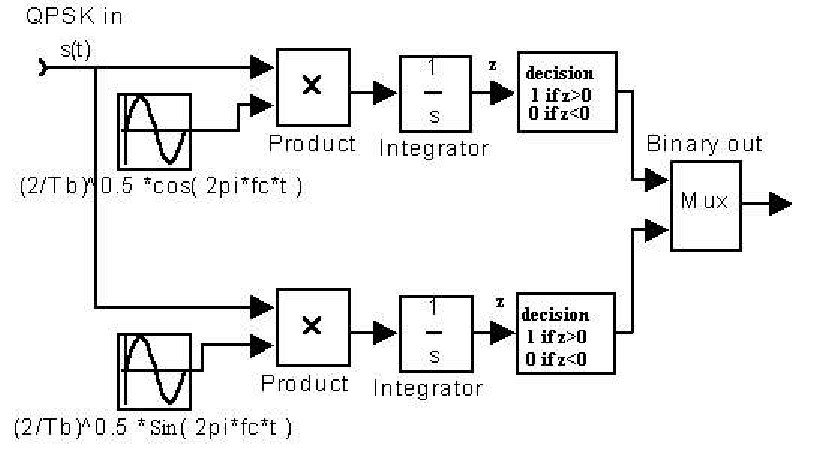 QPSK in
s(t)
×
Product
1
s
Integrator
z
decision
1 if z>0
0 if z<0
(2/Tb)^0.5 *cos( 2pi*fc*t )
Binary out
Mux
×
Product
1
s
Integrator
z
decision
1 if z>0
0 if z<0
(2/Tb)^0.5 *Sin( 2pi*fc*t )